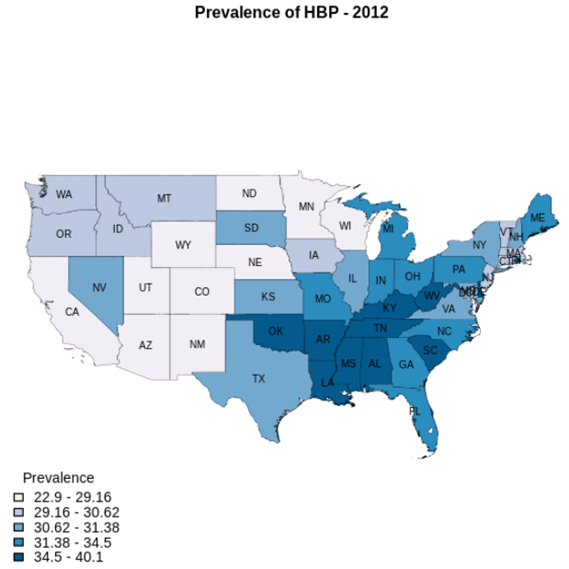 Prevalence of HBP - 2012
WA
MT
ND
MN
ME
OR
ID
SD
WI
MI
VT
NH
NY
WY
MA
IA
NE
PA
NV
UT
CO
IL
IN
OH
NJ
KS
MO
WV
VA
CA
KY
OK
TN
NC
AZ
NM
AR
SC
MS
AL
GA
TX
LA
FL
Prevalence
22.9 - 29.16
29.16 - 30.62
30.62 - 31.38
31.38 - 34.5
34.5 - 40.1